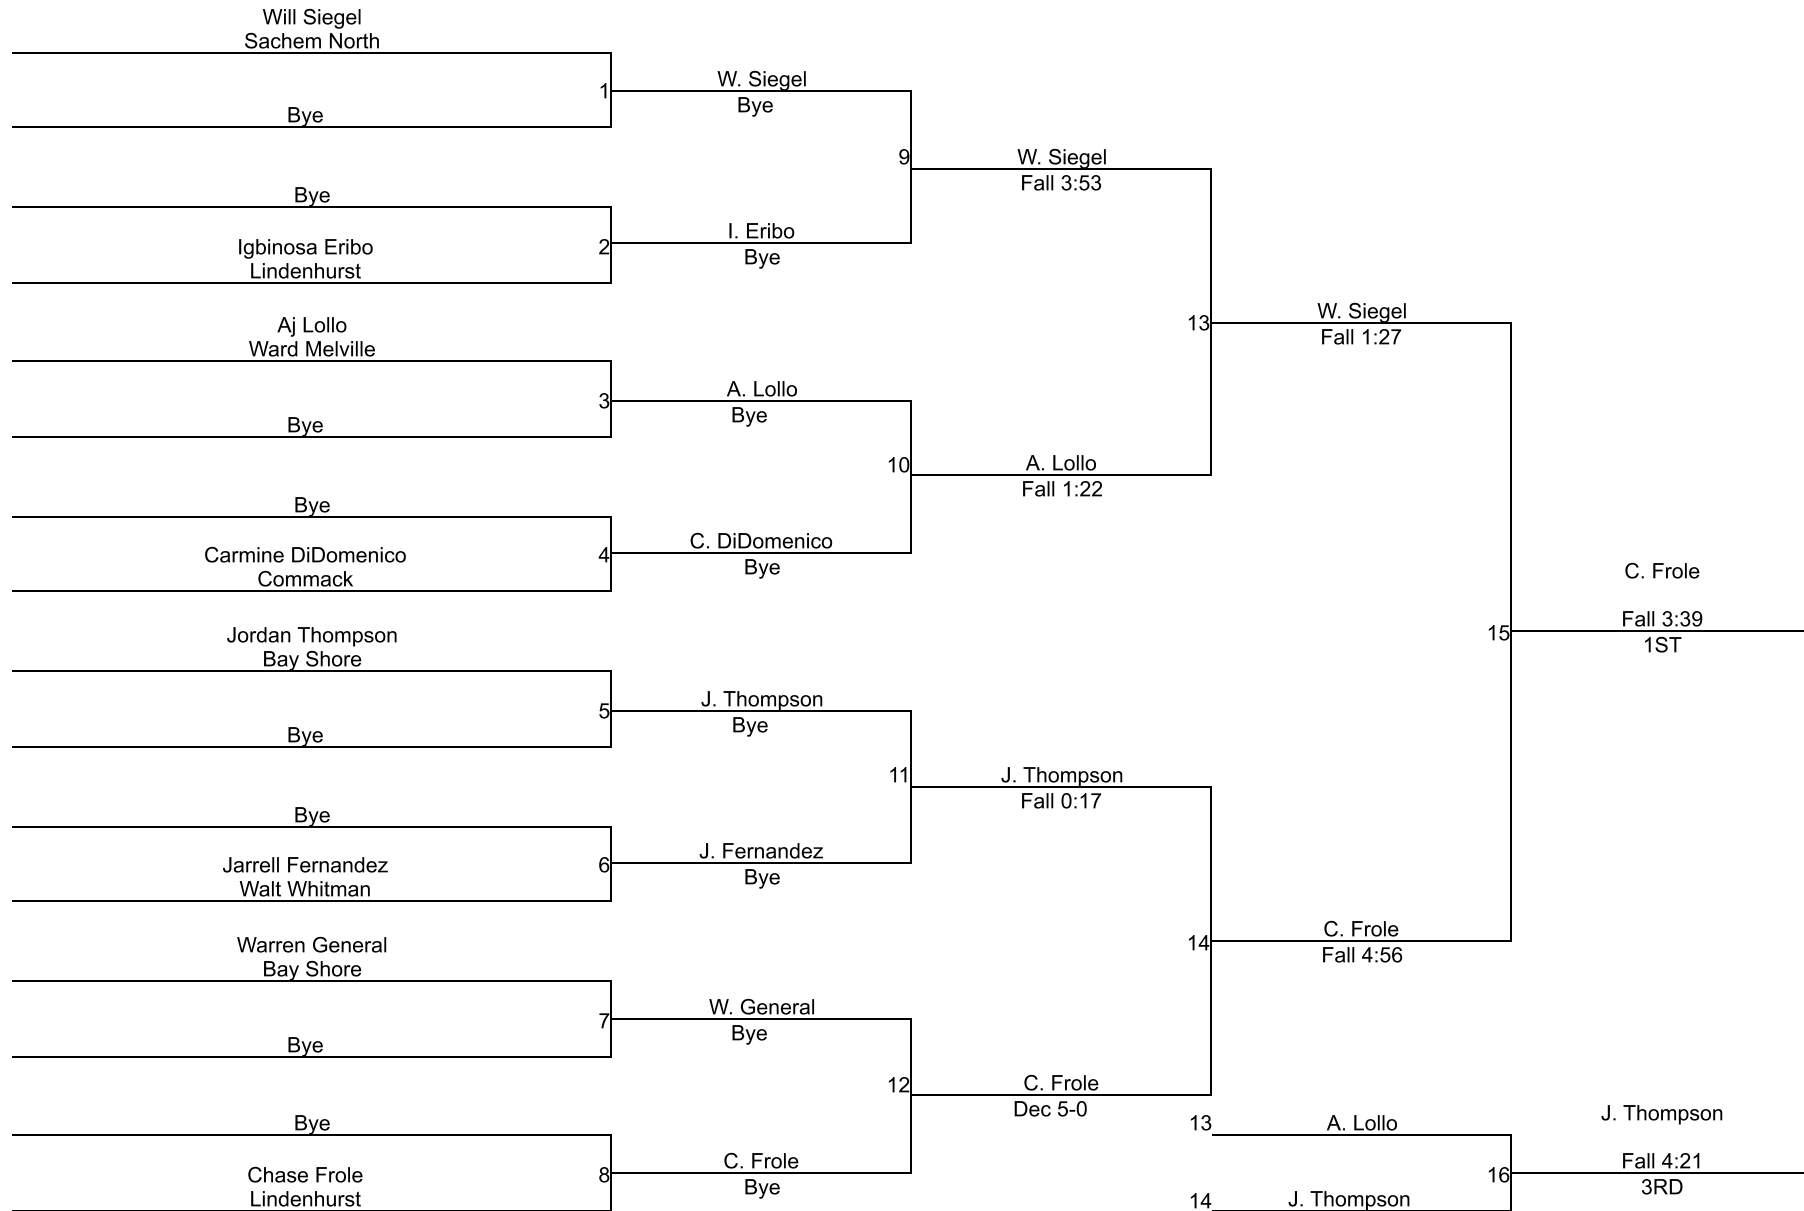 Will Siegel
Sachem North
1
Bye
W. Siegel
Bye
9
Bye
Igbinosa Eribo
Lindenhurst
2
I. Eribo
Bye
W. Siegel
Fall 3:53
Aj Lollo
Ward Melville
3
Bye
A. Lollo
Bye
10
Bye
Carmine DiDomenico
Commack
4
C. DiDomenico
Bye
A. Lollo
Fall 1:22
13
W. Siegel
Fall 1:27
Jordan Thompson
Bay Shore
5
Bye
J. Thompson
Bye
11
Bye
Jarrell Fernandez
Walt Whitman
6
J. Fernandez
Bye
J. Thompson
Fall 0:17
Warren General
Bay Shore
7
Bye
W. General
Bye
12
Bye
Chase Frole
Lindenhurst
8
C. Frole
Bye
C. Frole
Dec 5-0
14
C. Frole
Fall 4:56
15
C. Frole
Fall 3:39
1ST
13
A. Lollo
14
J. Thompson
16
J. Thompson
Fall 4:21
3RD